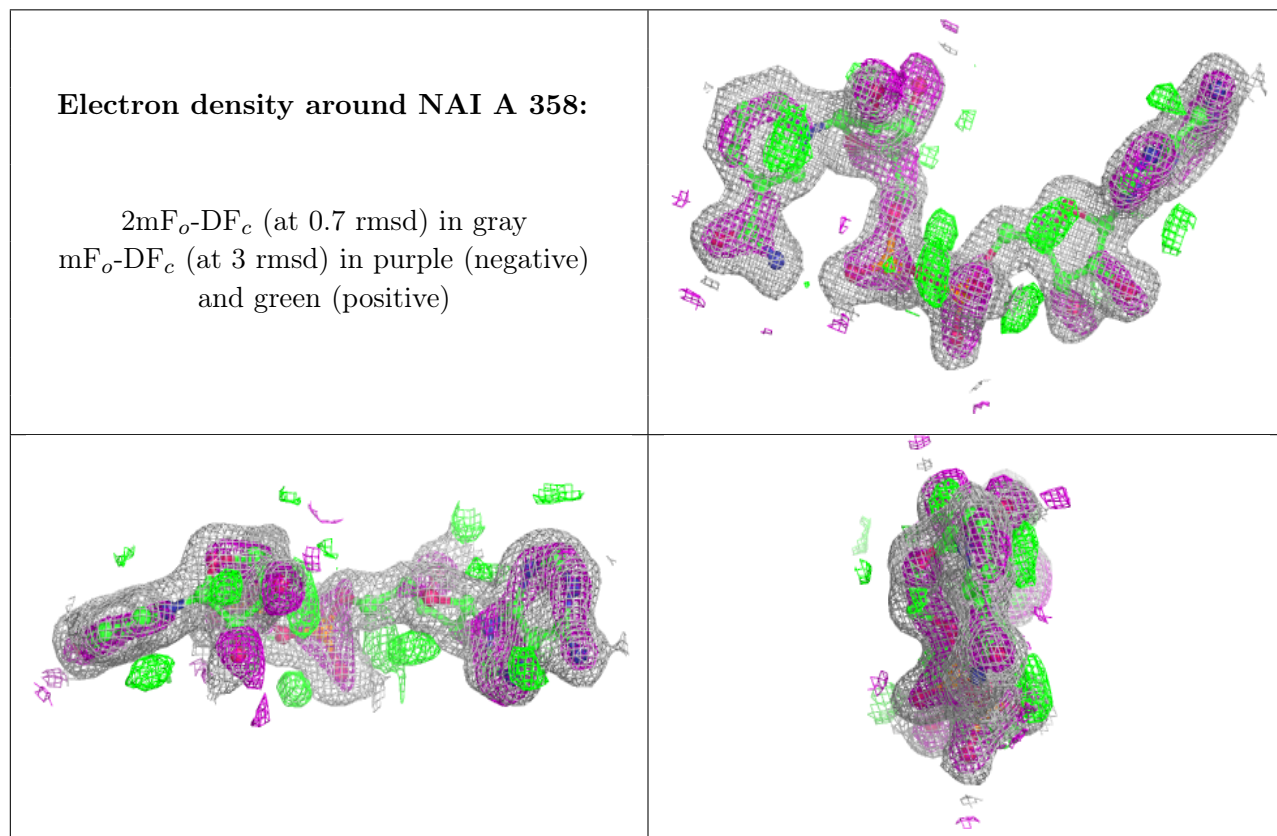 Electron density around NAI A 358:
2mFo-DFc (at 0.7 rmsd) in gray
mFo-DFc (at 3 rmsd) in purple (negative)
and green (positive)